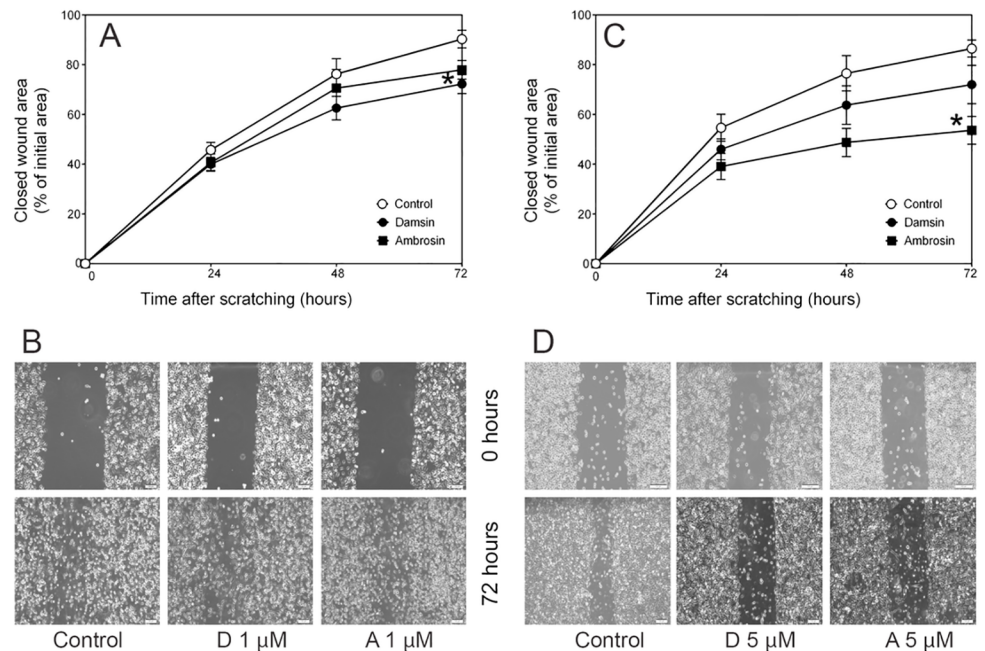 A
Closed wound area
(% of initial area)
100
80
60
40
20
0
0
24
48
72
*
Control
Damsin
Ambrosin
Time after scratching (hours)
C
Closed wound area
(% of initial area)
100
80
60
40
20
0
0
24
48
72
*
Control
Damsin
Ambrosin
Time after scratching (hours)
B
D
0 hours
72 hours
Control
D 1 µM
A 1 µM
Control
D 5 µM
A 5 µM